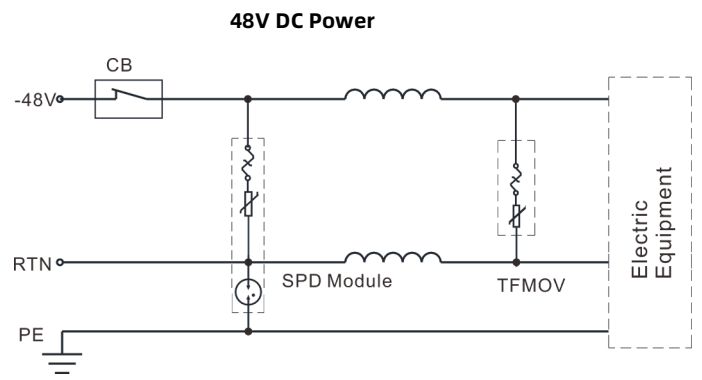 48V DC Power
CB
-48V
RTN
SPD Module
TFMOV
PE
Electric
Equipment